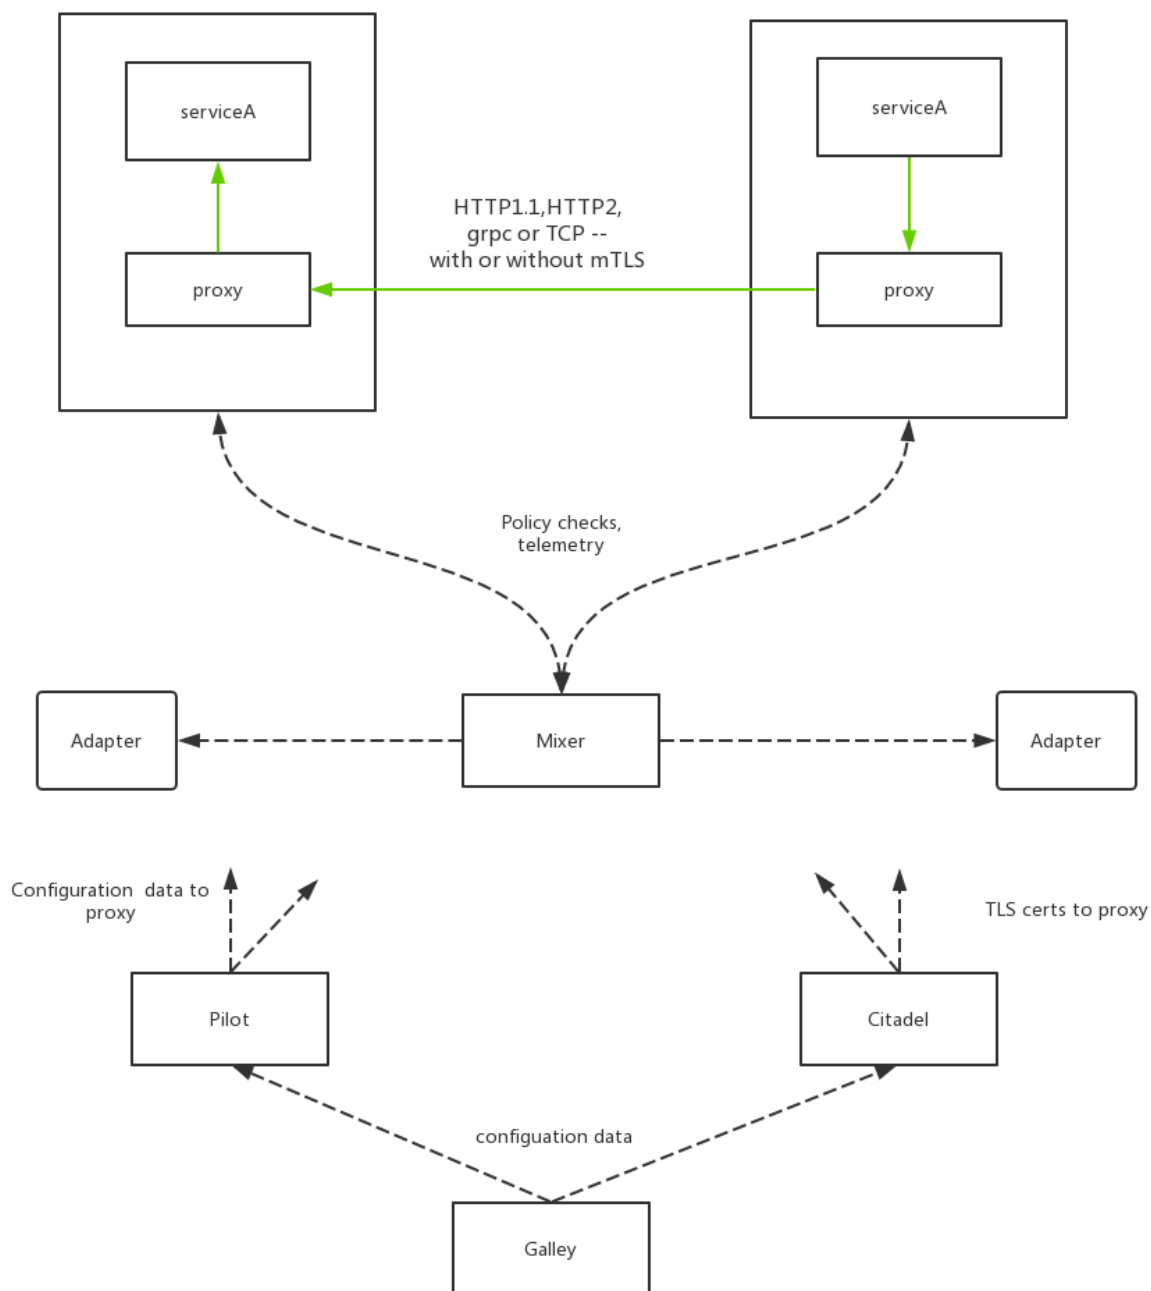 serviceA
serviceA
HTTP1.1,HTTP2,
grpc or TCP --
with or without mTLS
proxy
proxy
Policy checks,
telemetry
Adapter
Mixer
Adapter
Configuration data to
proxy
TLS certs to proxy
Pilot
Citadel
configuation data
Galley